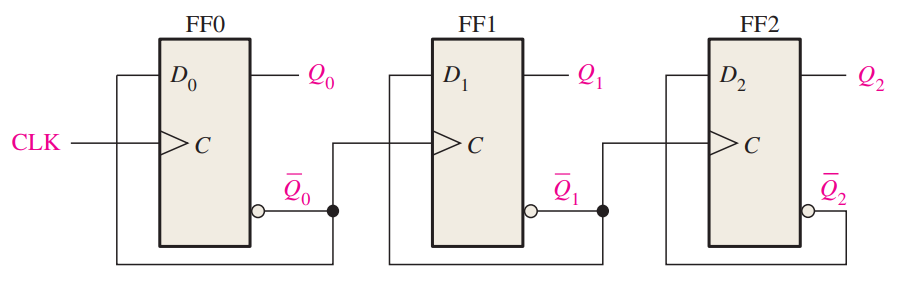 FF0 FF1 FF2
D₀ Q₀ D₁ Q₁ D₂ Q₂
CLK C C C
Q̅₀ Q̅₁ Q̅₂